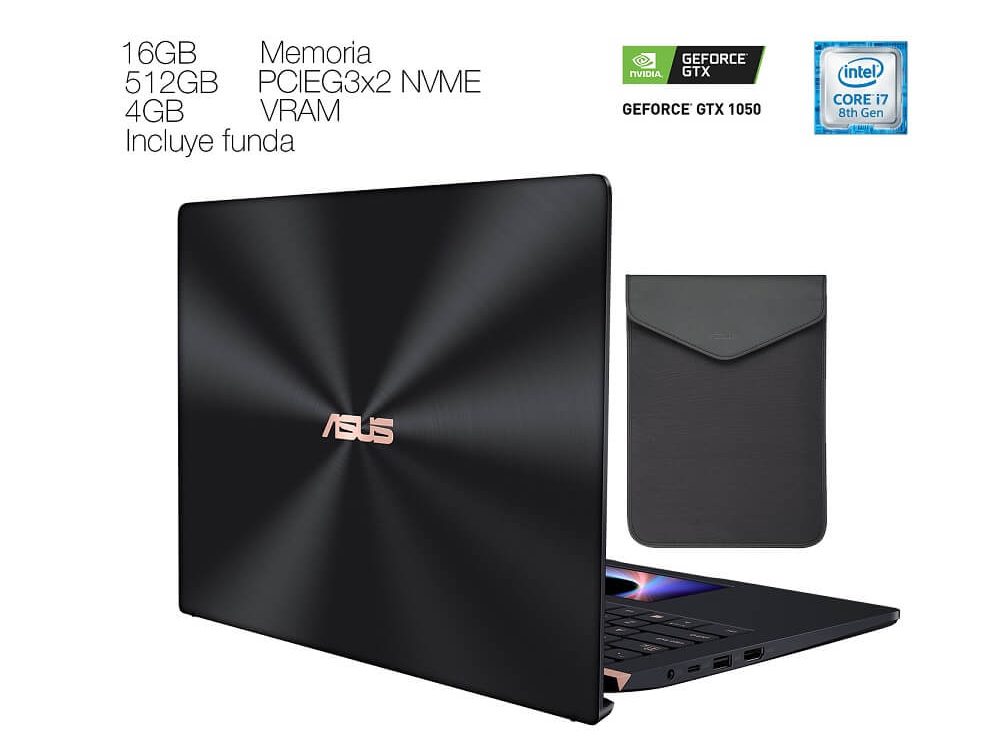 16GB Memoria
512GB PCIEG3x2 NVME
4GB VRAM
Incluye funda
NVIDIA
GEFORCE
GTX
GEFORCE® GTX 1050
intel
CORE i7
8th Gen
ASUS